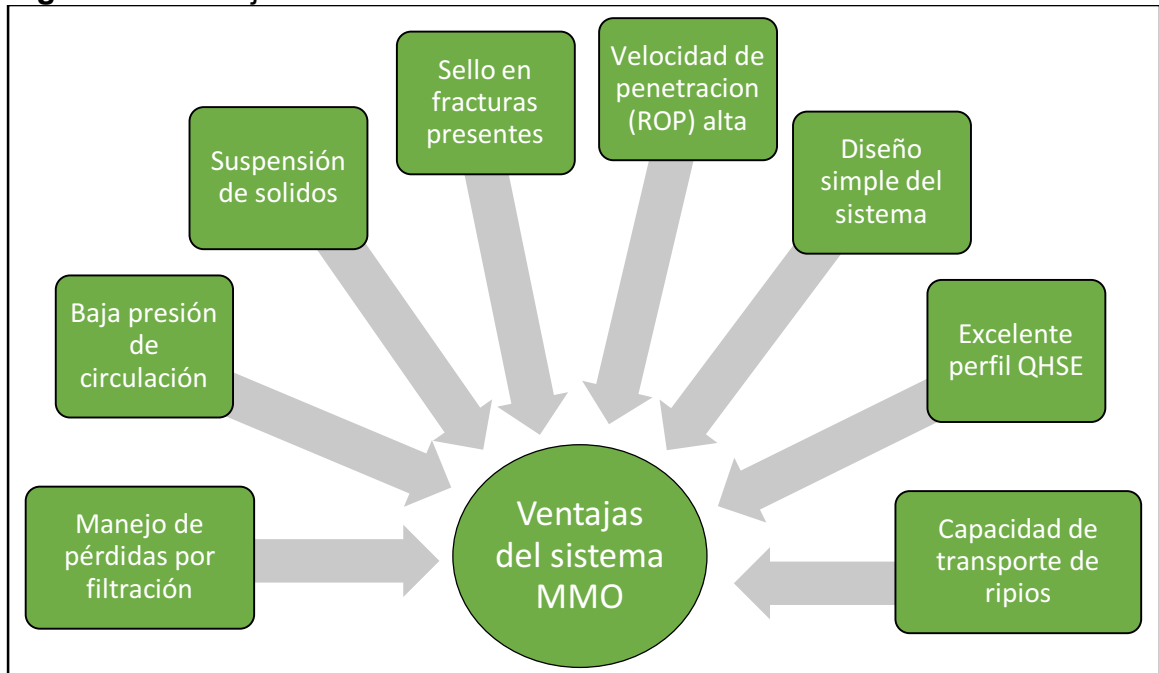 Manejo de
pérdidas por
filtración
Baja presión
de
circulación
Suspensión
de solidos
Sello en
fracturas
presentes
Velocidad de
penetracion
(ROP) alta
Diseño
simple del
sistema
Excelente
perfil QHSE
Capacidad de
transporte de
ripios
Ventajas
del sistema
MMO